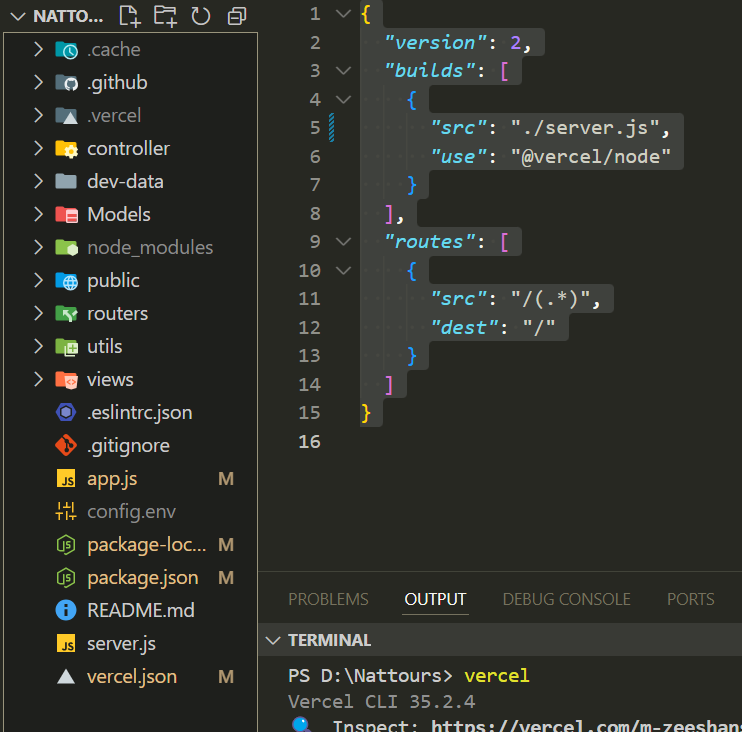 NATTO...
.cache
.github
.vercel
controller
dev-data
Models
node_modules
public
routers
utils
views
.eslintrc.json
.gitignore
JS app.js M
config.env
package-loc... M
package.json M
README.md
JS server.js
vercel.json M
1 {
2 "version": 2,
3 "builds": [
4 {
5 "src": "./server.js",
6 "use": "@vercel/node"
7 }
8 ],
9 "routes": [
10 {
11 "src": "/(.*)",
12 "dest": "/"
13 }
14 ]
15 }
16
PROBLEMS OUTPUT DEBUG CONSOLE PORTS
TERMINAL
PS D:\Nattours> vercel
Vercel CLI 35.2.4
Inspect: https://vercel.com/m-zeeshan